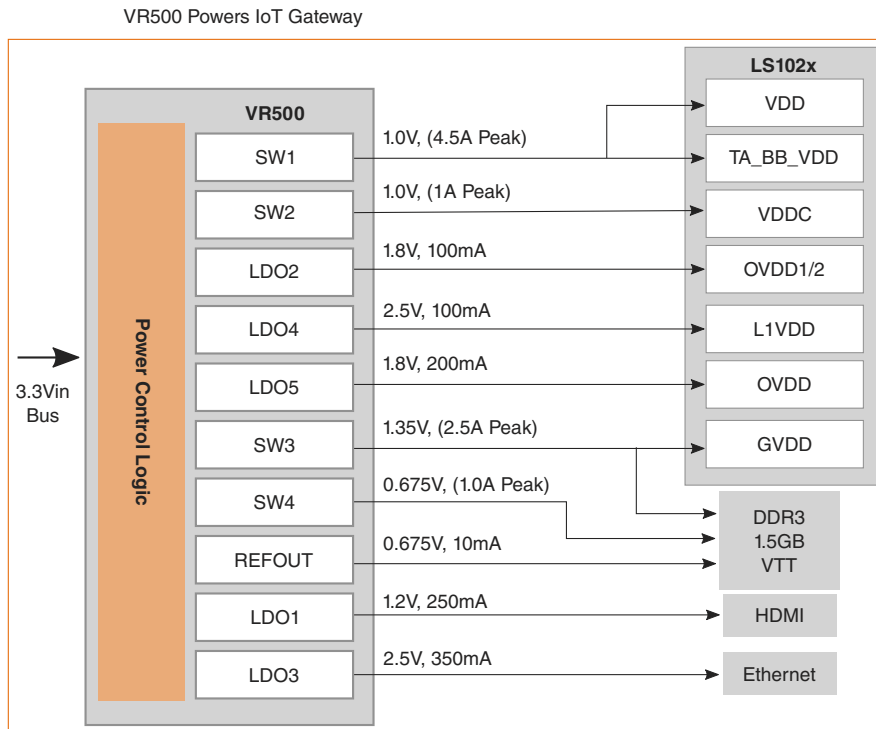 VR500 Powers IoT Gateway
LS102x
VR500
VDD
SW1
1.0V, (4.5A Peak)
TA_BB_VDD
SW2
1.0V, (1A Peak)
VDDC
LDO2
1.8V, 100mA
OVDD1/2
LDO4
2.5V, 100mA
L1VDD
3.3Vin
Bus
Power Control Logic
LDO5
1.8V, 200mA
OVDD
SW3
1.35V, (2.5A Peak)
GVDD
SW4
0.675V, (1.0A Peak)
REFOUT
0.675V, 10mA
DDR3
1.5GB
VTT
LDO1
1.2V, 250mA
HDMI
LDO3
2.5V, 350mA
Ethernet